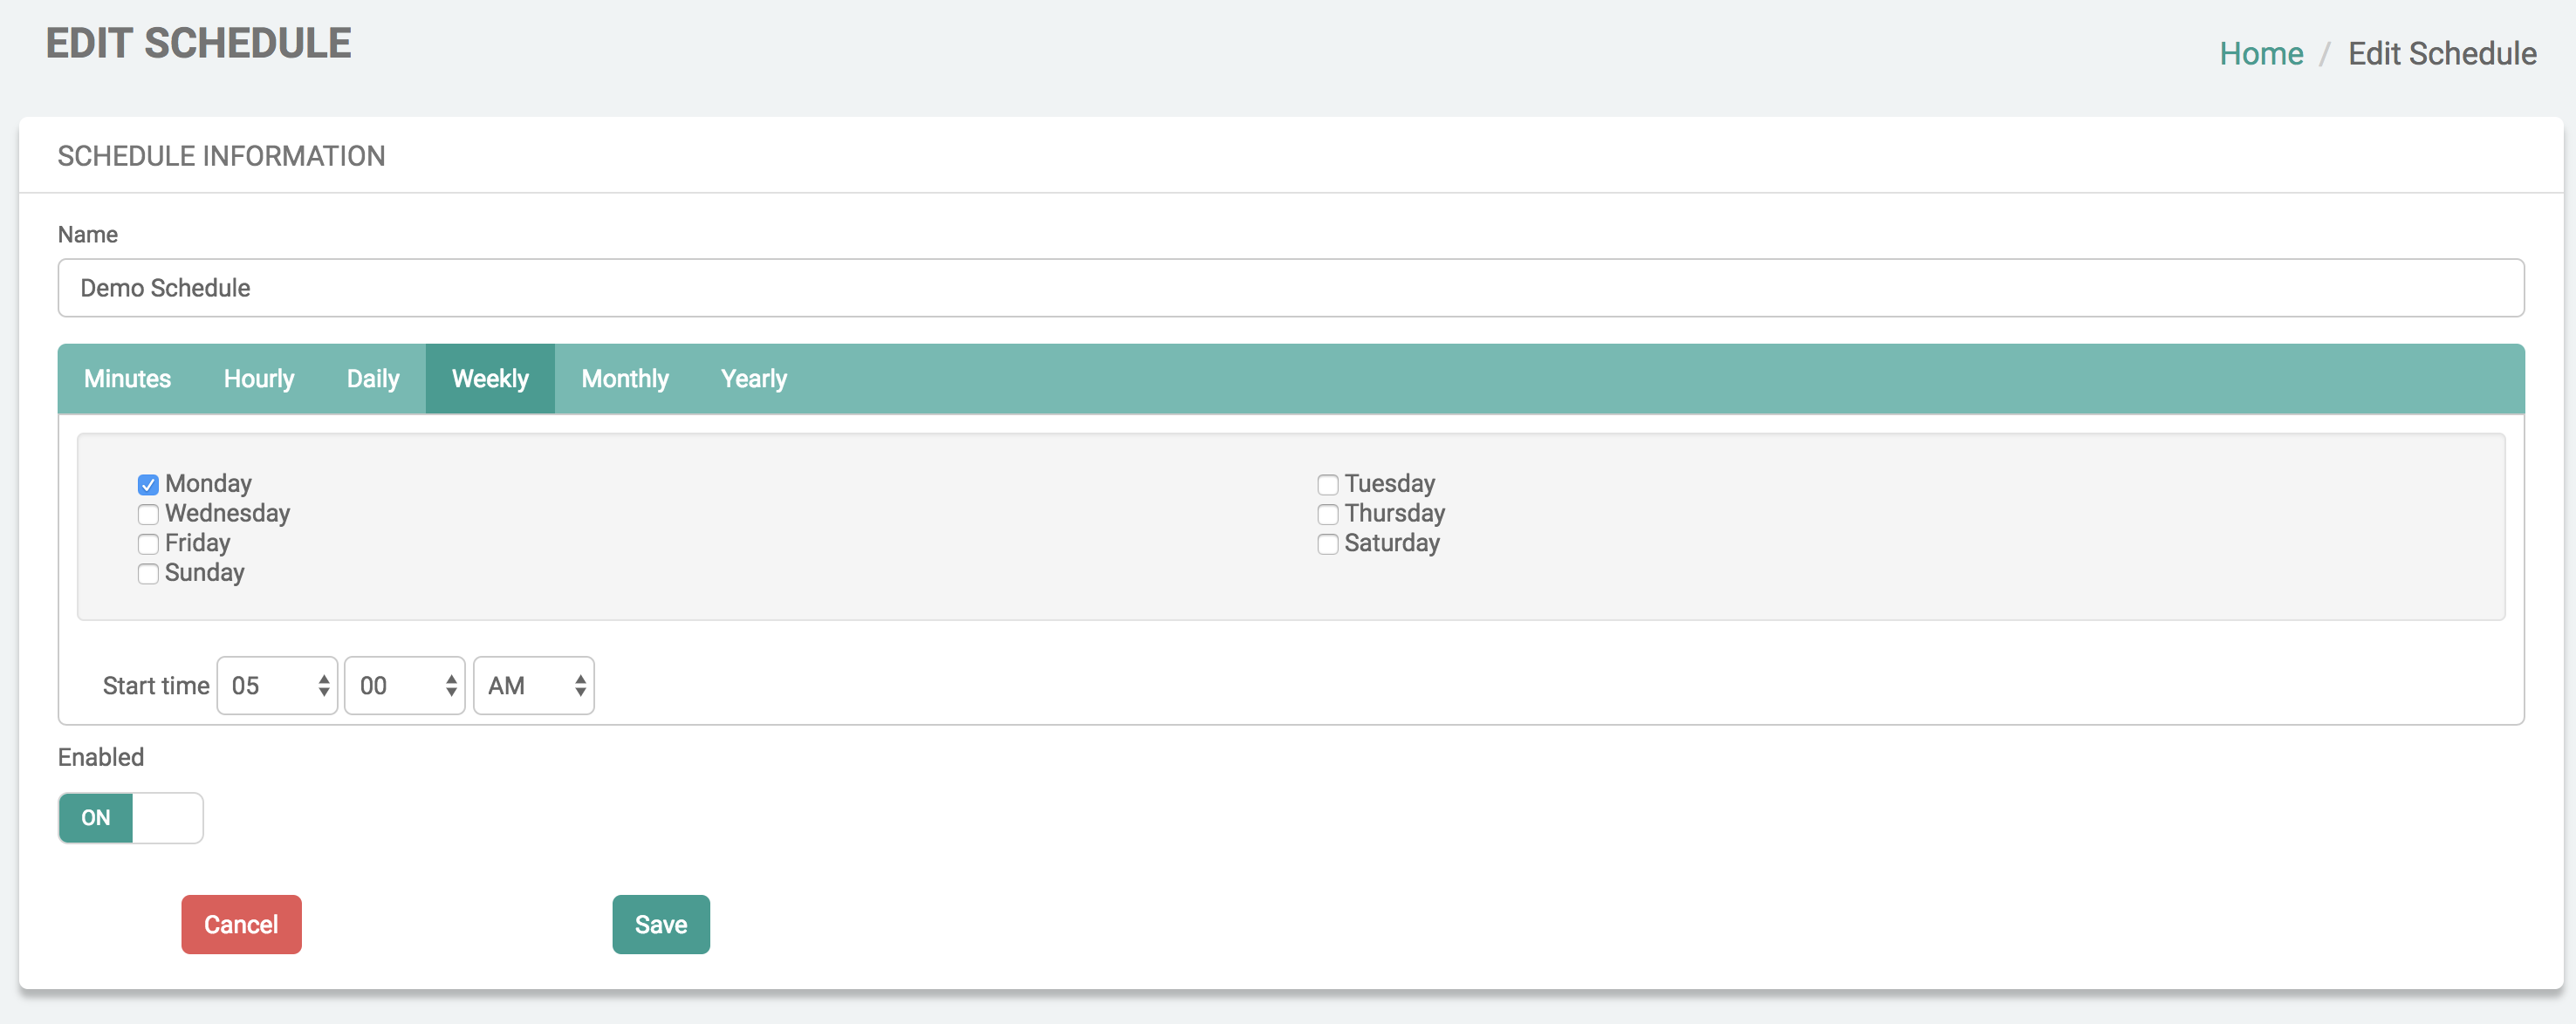 EDIT SCHEDULE
Home / Edit Schedule
SCHEDULE INFORMATION
Name
Demo Schedule
Minutes Hourly Daily Weekly Monthly Yearly
Monday Tuesday
Wednesday Thursday
Friday Saturday
Sunday
Start time 05 00 AM
Enabled
ON
Cancel Save